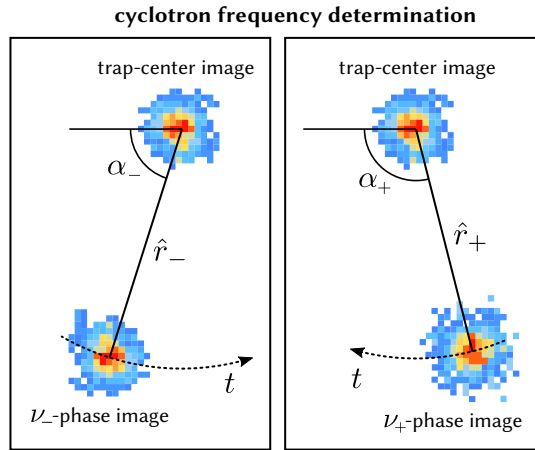 cyclotron frequency determination
trap-center image
α₋
r̂₋
t
ν₋-phase image
trap-center image
α₊
r̂₊
t
ν₊-phase image